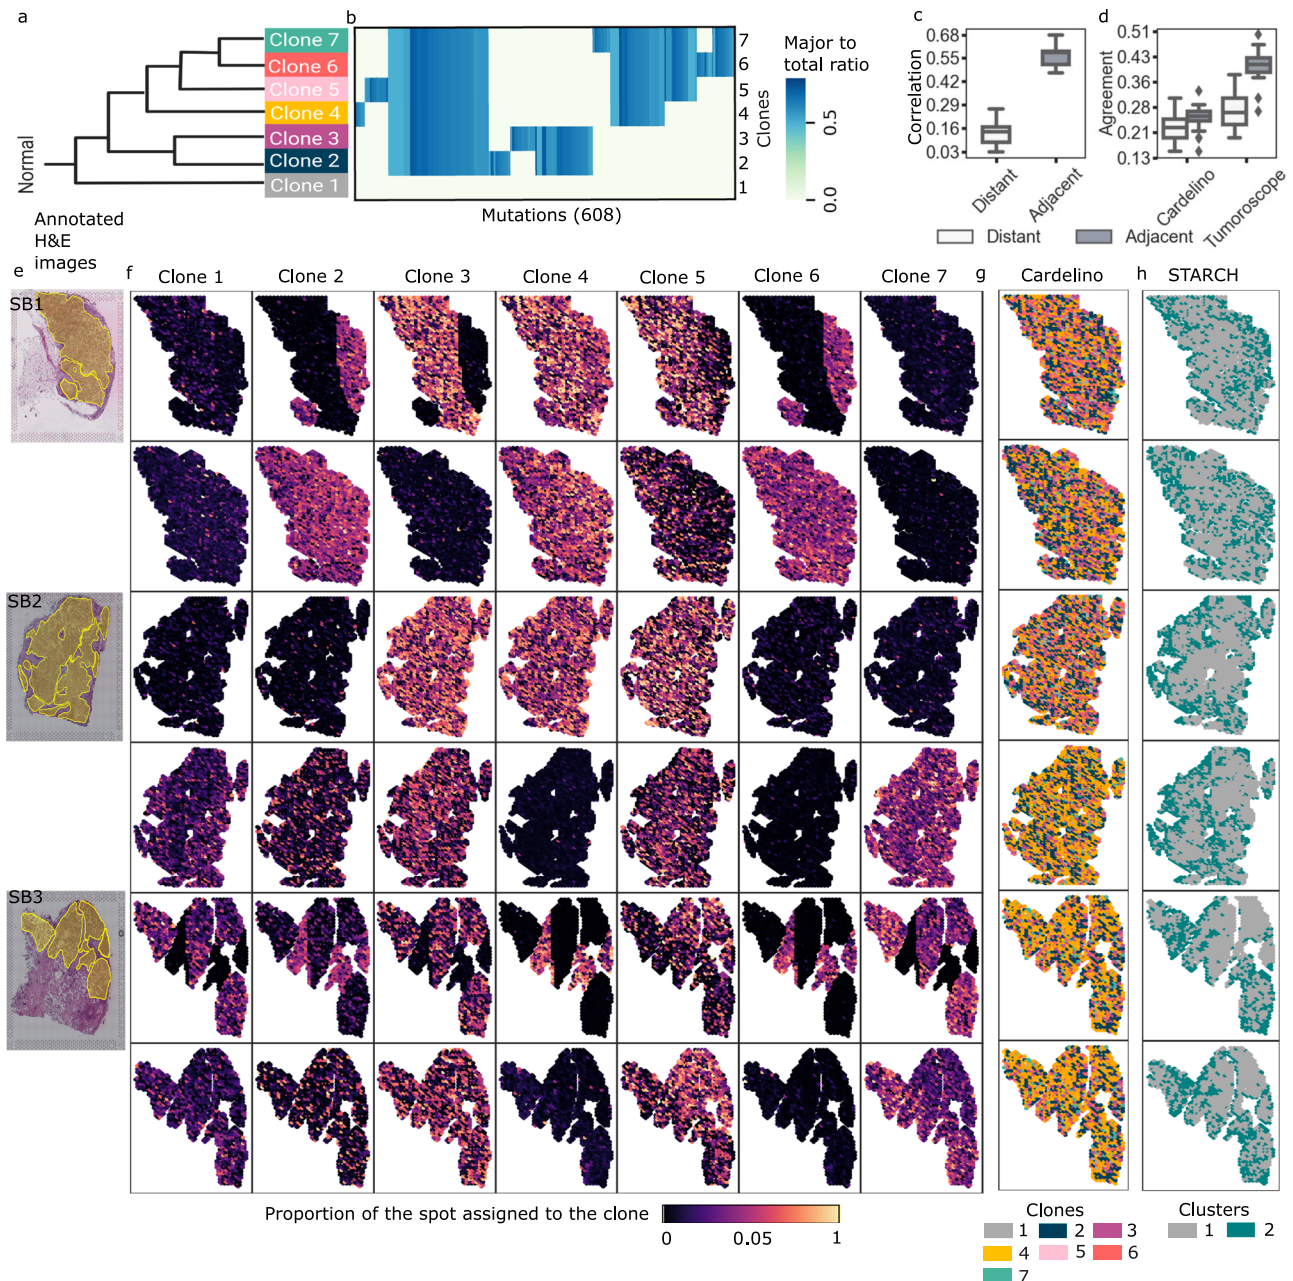 a
Normal
Clone 7
Clone 6
Clone 5
Clone 4
Clone 3
Clone 2
Clone 1
b
7
6
5
4
3
2
1
Clones
Mutations (608)
Major to
total ratio
0.5
0.0
c
Correlation
0.68
0.55
0.42
0.29
0.16
0.03
Distant
Adjacent
d
Agreement
0.51
0.43
0.36
0.28
0.21
0.13
Cardelino
Tumoroscope
Distant
Adjacent
Annotated
H&E
images
e
SB1
SB2
SB3
f
Clone 1
Clone 2
Clone 3
Clone 4
Clone 5
Clone 6
Clone 7
g
Cardelino
h
STARCH
Proportion of the spot assigned to the clone
0
0.05
1
Clones
1
2
3
4
5
6
7
Clusters
1
2